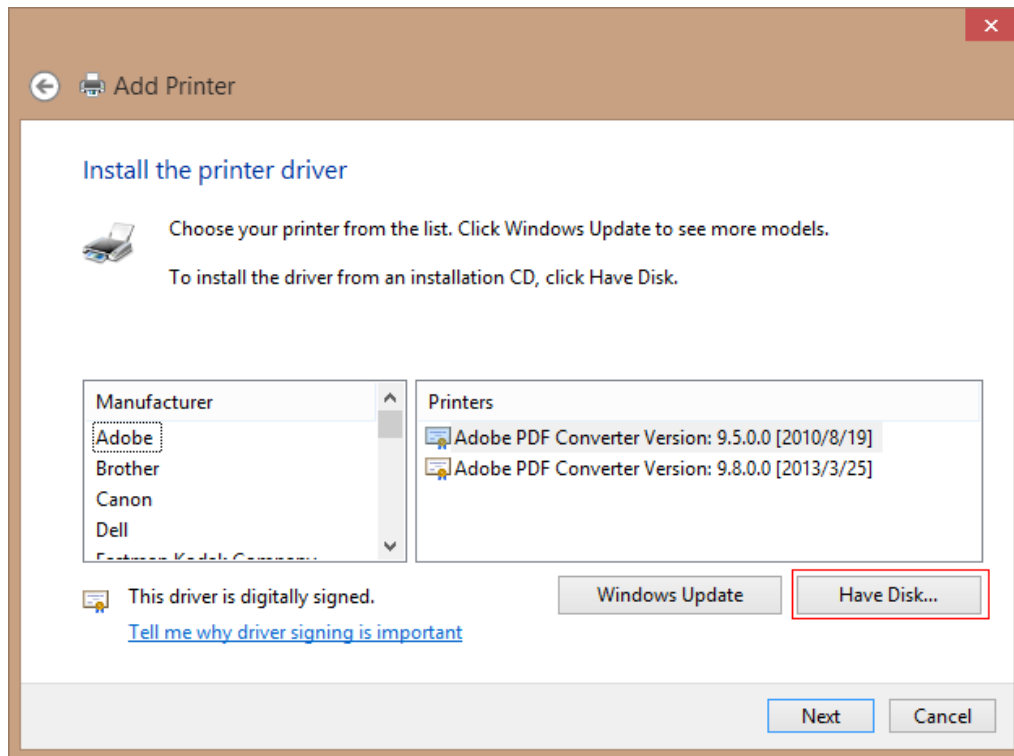 Add Printer
Install the printer driver
Choose your printer from the list. Click Windows Update to see more models.
To install the driver from an installation CD, click Have Disk.
Manufacturer
Adobe
Brother
Canon
Dell
Eastman Kodak Company
Printers
Adobe PDF Converter Version: 9.5.0.0 [2010/8/19]
Adobe PDF Converter Version: 9.8.0.0 [2013/3/25]
This driver is digitally signed.
Tell me why driver signing is important
Windows Update
Have Disk...
Next
Cancel